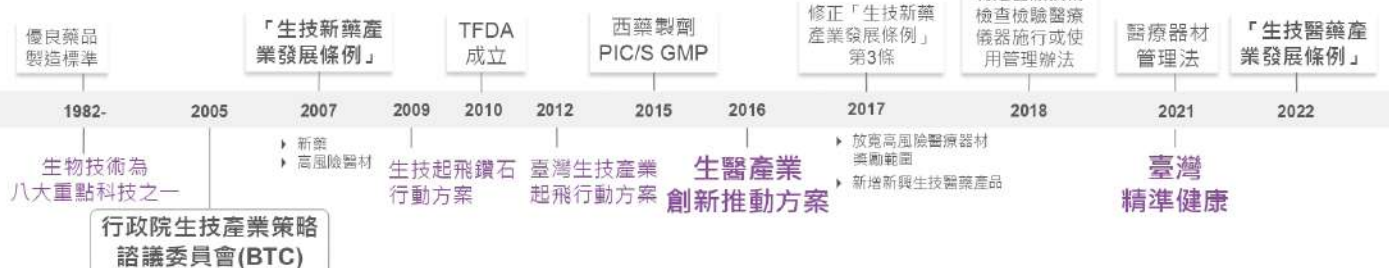 優良藥品
製造標準
「生技新藥產
業發展條例」
TFDA
成立
西藥製劑
PIC/S GMP
修正「生技新藥
產業發展條例」
第3條
檢查檢驗醫療
儀器施行或使
用管理辦法
醫療器材
管理法
「生技醫藥產
業發展條例」
1982-
2005
2007
2009
2010
2012
2015
2016
2017
2018
2021
2022
生物技術為
八大重點科技之一
行政院生技產業策略
諮議委員會(BTC)
新藥
高風險醫材
生技起飛鑽石
行動方案
臺灣生技產業
起飛行動方案
生醫產業
創新推動方案
放寬高風險醫療器材
獎勵範圍
新增新興生技醫藥產品
臺灣
精準健康